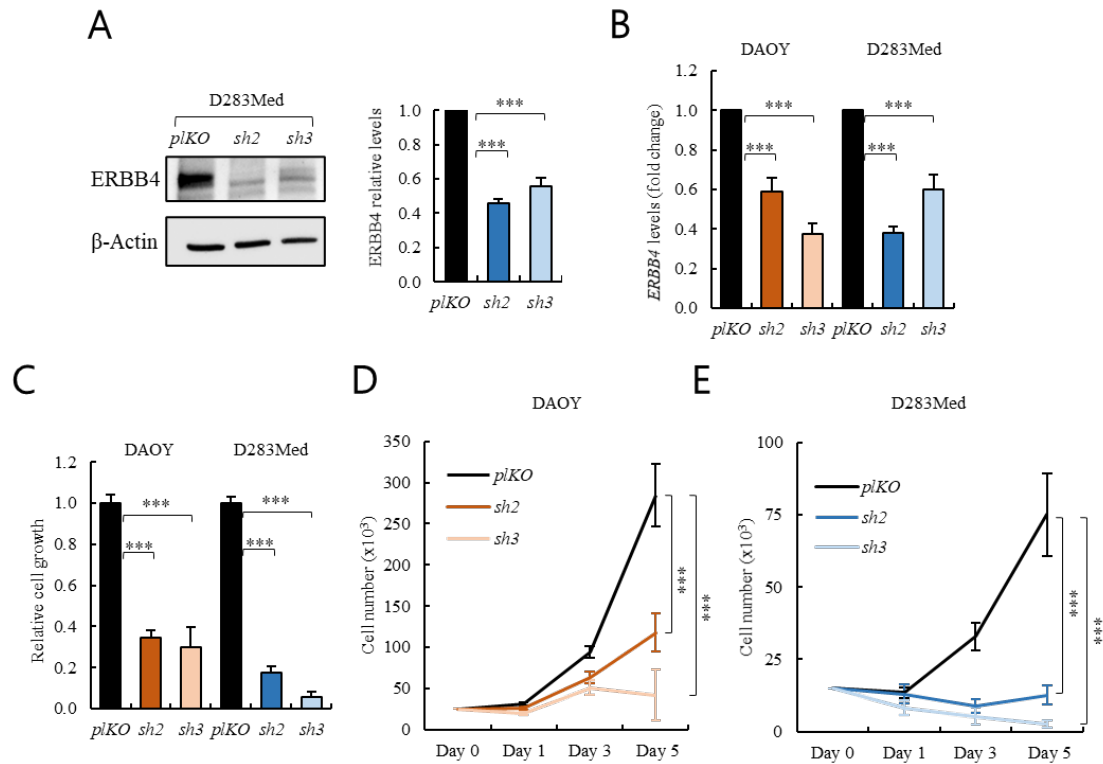 A
D283Med
plKO sh2 sh3
ERBB4
β-Actin
ERBB4 relative levels
1.0
0.8
0.6
0.4
0.2
0.0
***
***
plKO sh2 sh3
B
DAOY D283Med
ERBB4 levels (fold change)
1.2
1.0
0.8
0.6
0.4
0.2
0.0
*** ***
*** ***
plKO sh2 sh3 plKO sh2 sh3
C
DAOY D283Med
Relative cell growth
1.2
1.0
0.8
0.6
0.4
0.2
0.0
*** ***
*** ***
plKO sh2 sh3 plKO sh2 sh3
D
DAOY
Cell number (x10³)
350
300
250
200
150
100
50
0
plKO
sh2
sh3
***
***
Day 0 Day 1 Day 3 Day 5
E
D283Med
Cell number (x10³)
100
75
50
25
0
plKO
sh2
sh3
***
***
Day 0 Day 1 Day 3 Day 5